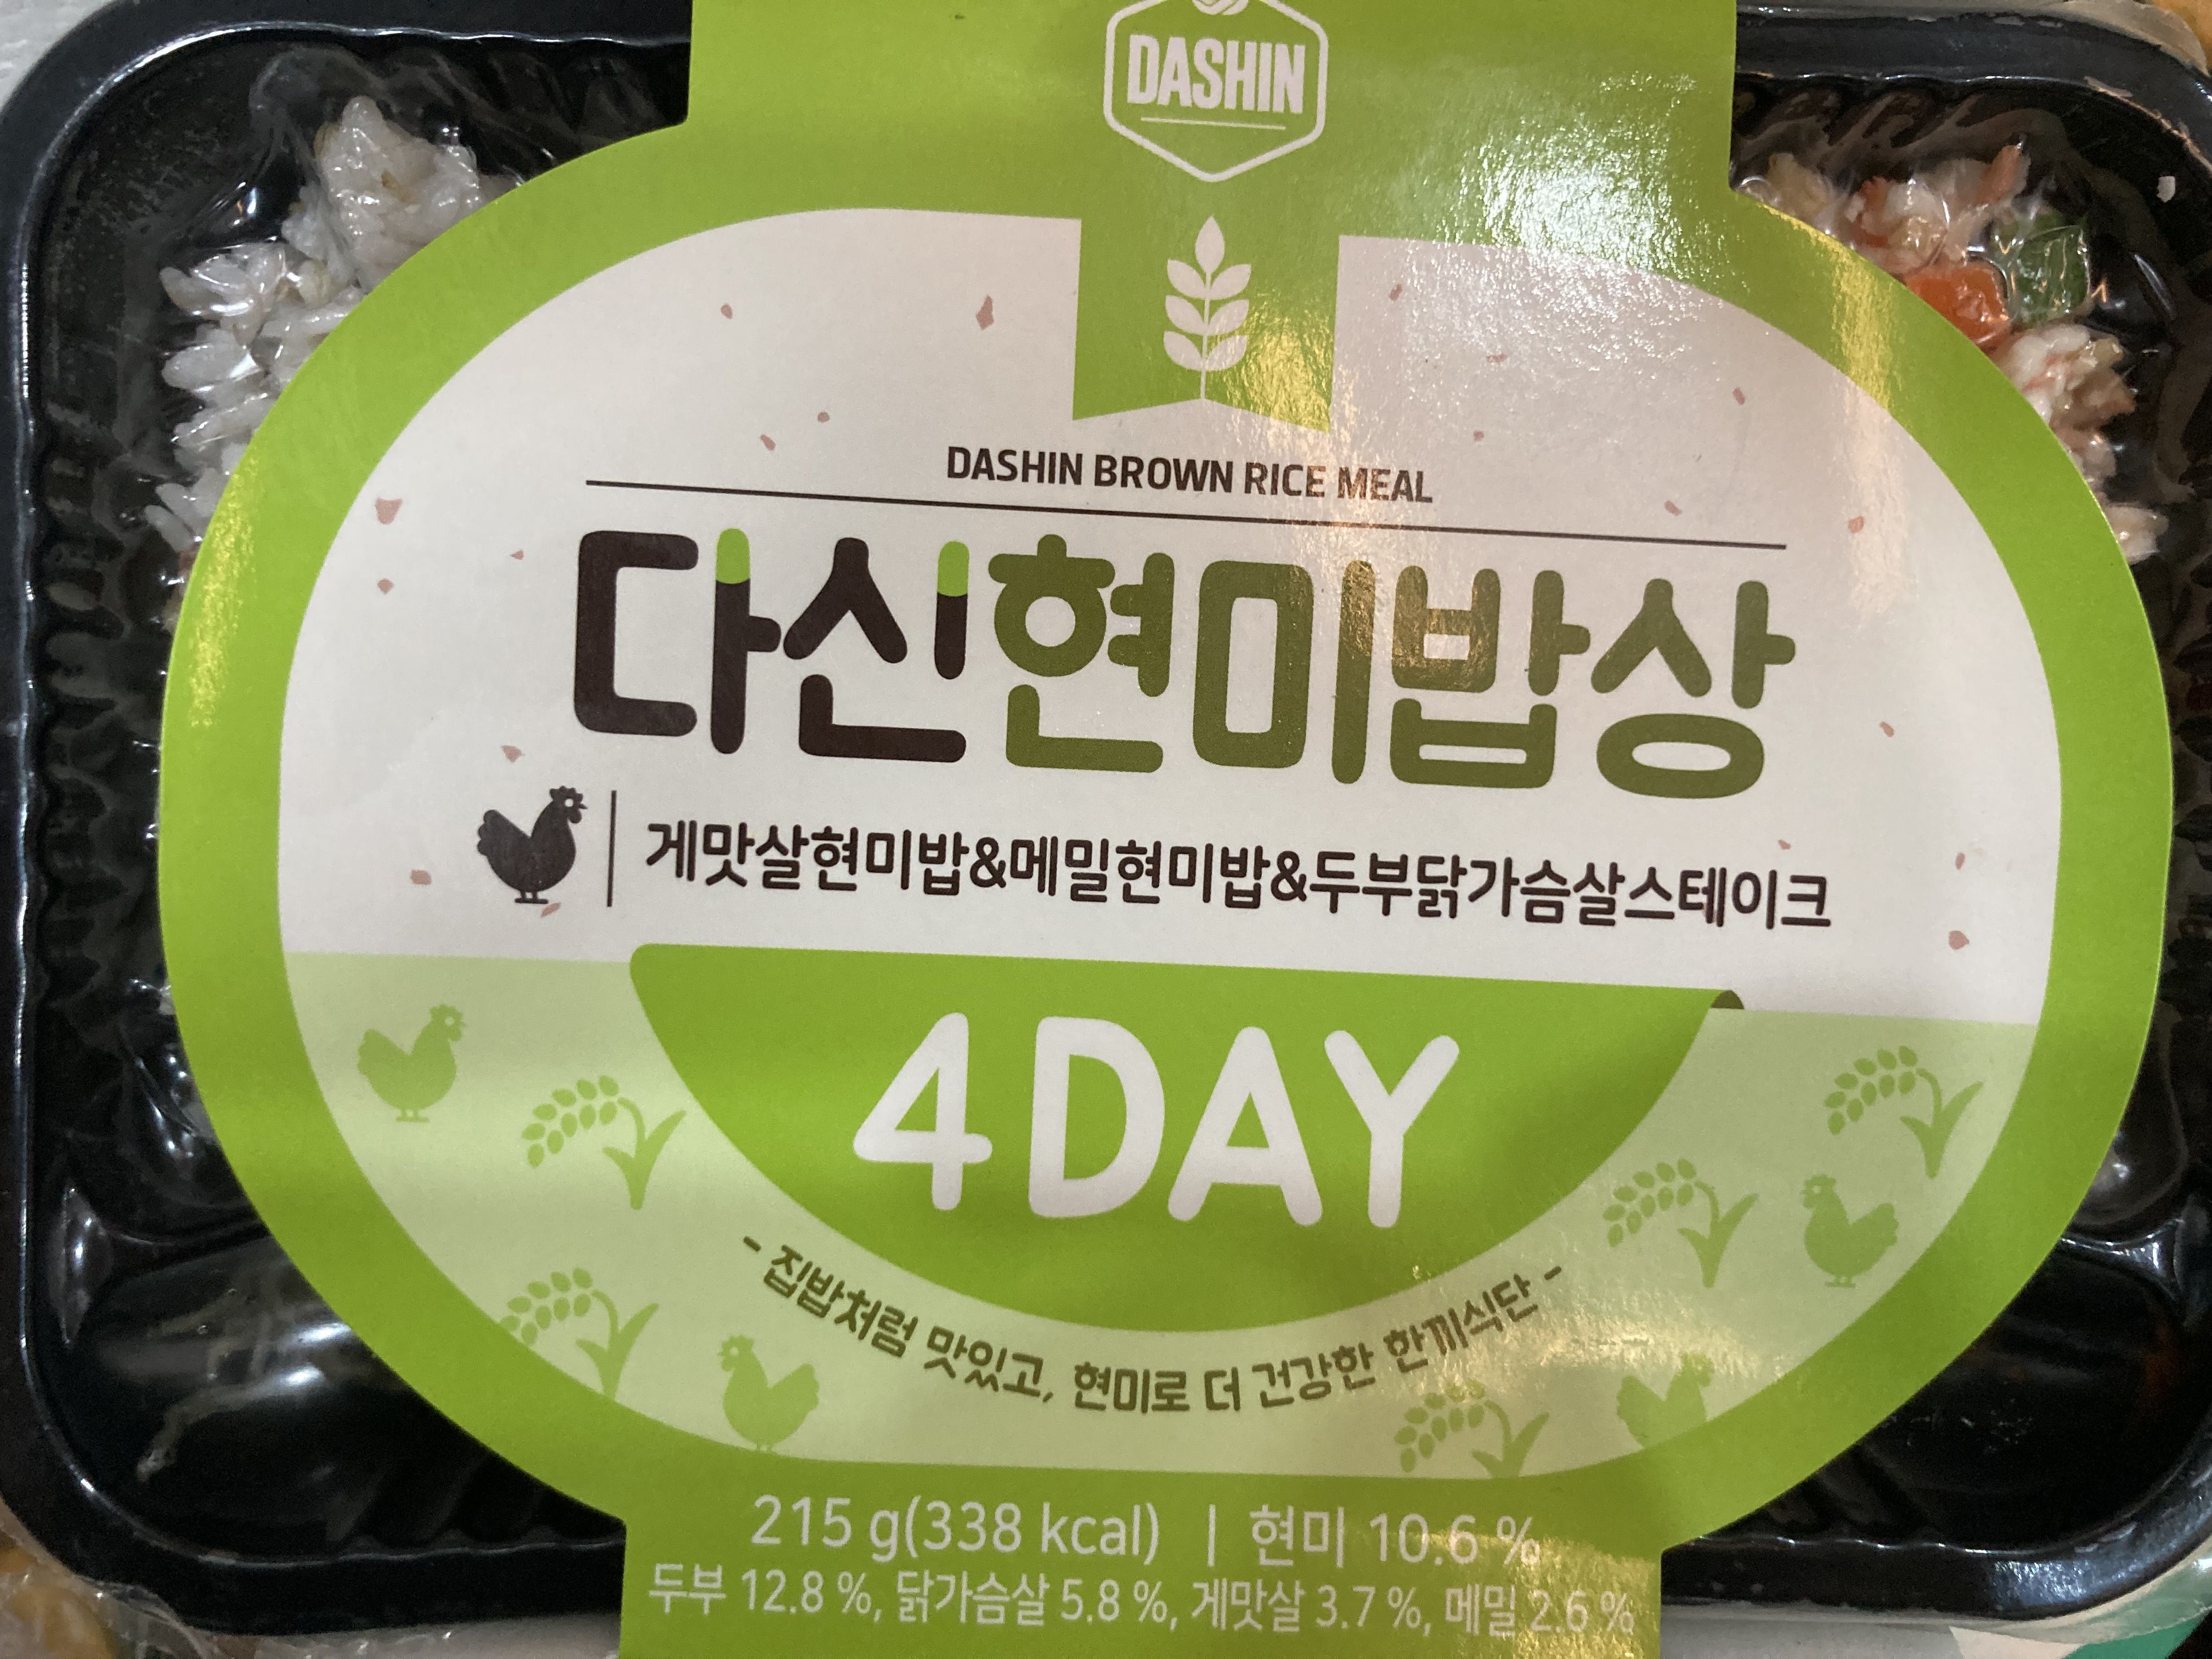 DASHIN
DASHIN BROWN RICE MEAL
다신현미밥상
게맛살현미밥&메밀현미밥&두부닭가슴살스테이크
4 DAY
- 집밥처럼 맛있고, 현미로 더 건강한 한끼식단 -
215 g(338 kcal) | 현미 10.6 %
두부 12.8 %, 닭가슴살 5.8 %, 게맛살 3.7 %, 메밀 2.6 %